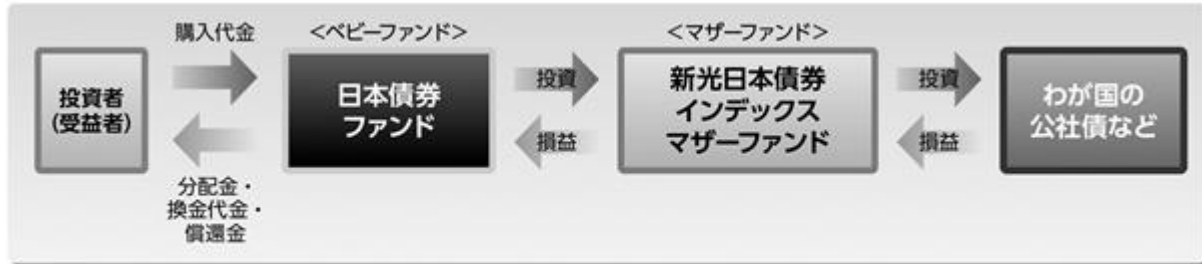 購入代金
<ベビーファンド>
<マザーファンド>
投資者
(受益者)
日本債券
ファンド
投資
損益
新光日本債券
インデックス
マザーファンド
投資
損益
わが国の
公社債など
分配金・
換金代金・
償還金